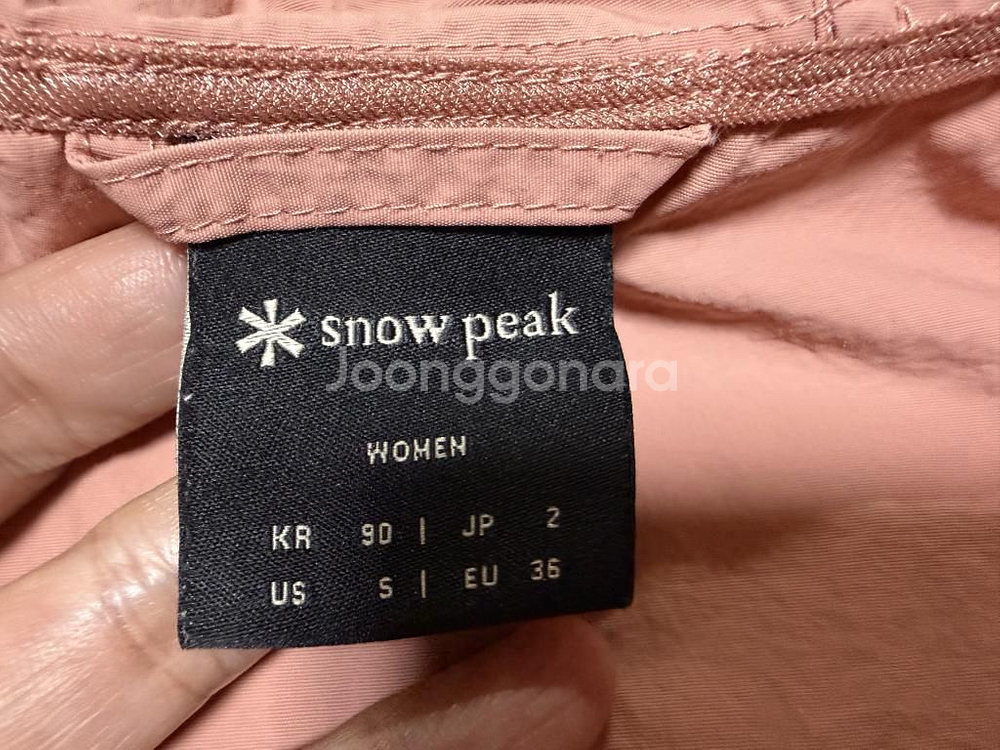 snow peak
Joonggonara
WOMEN
KR 90 | JP 2
US S | EU 36